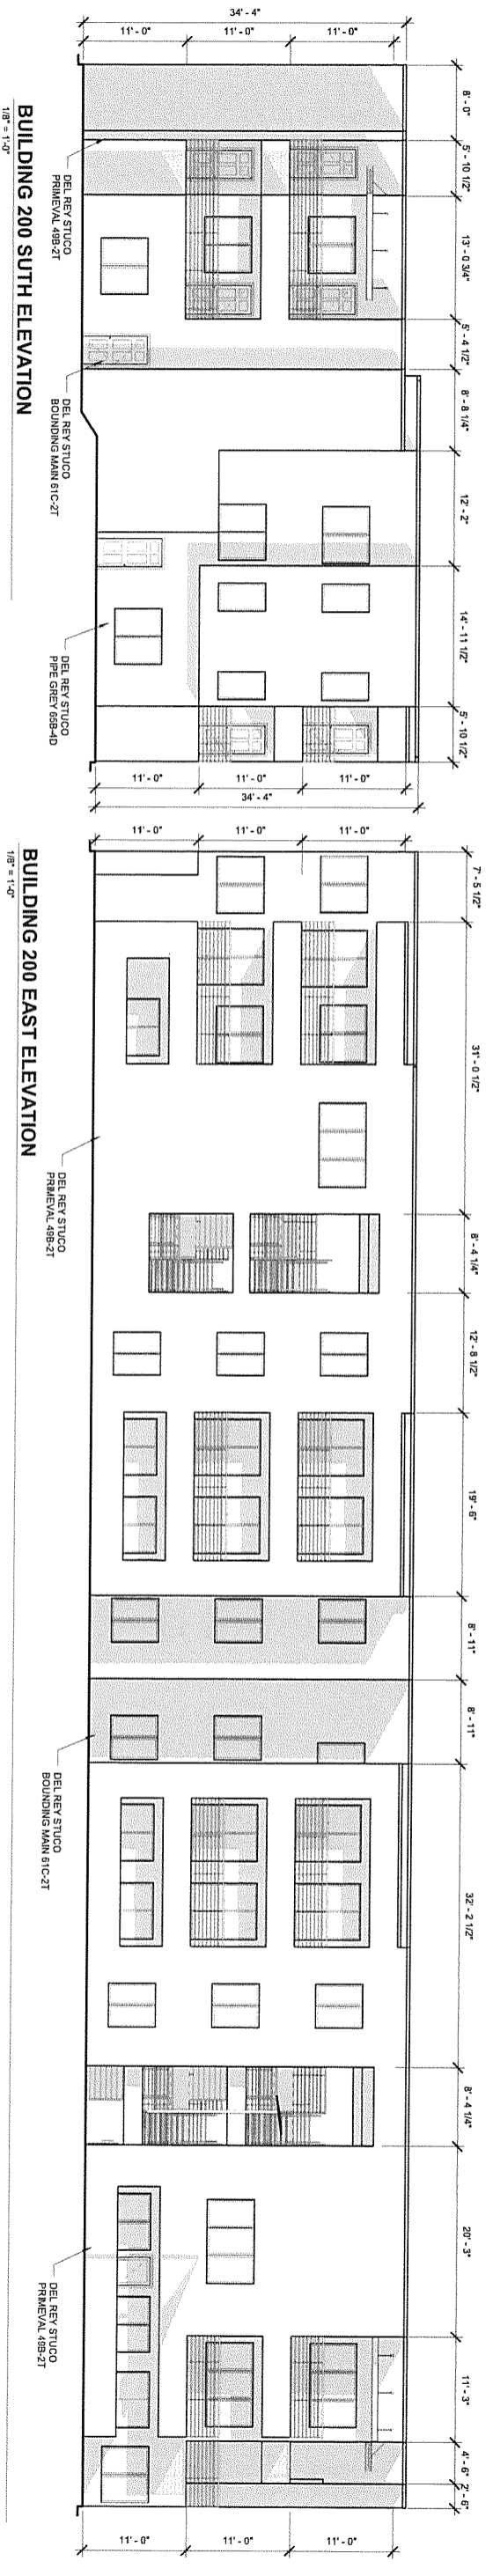 34' - 4"
11' - 0"
11' - 0"
11' - 0"
8' - 0"
5' - 10 1/2"
13' - 0 3/4"
5' - 4 1/2"
8' - 8 1/4"
12' - 2"
14' - 11 1/2"
5' - 10 1/2"
DEL REY STUCO
PRIMEVAL 49B-2T
DEL REY STUCO
BOUNDING MAIN 61C-2T
DEL REY STUCO
PIPE GREY 65B-4D
11' - 0"
11' - 0"
11' - 0"
34' - 4"
BUILDING 200 SUTH ELEVATION
1/8" = 1'-0"
11' - 0"
11' - 0"
11' - 0"
7' - 5 1/2"
31' - 0 1/2"
8' - 4 1/4"
12' - 8 1/2"
19' - 6"
8' - 11"
8' - 11"
32' - 2 1/2"
8' - 4 1/4"
20' - 3"
11' - 3"
4' - 6"
2' - 6"
DEL REY STUCO
PRIMEVAL 49B-2T
DEL REY STUCO
BOUNDING MAIN 61C-2T
DEL REY STUCO
PRIMEVAL 49B-2T
11' - 0"
11' - 0"
11' - 0"
BUILDING 200 EAST ELEVATION
1/8" = 1'-0"